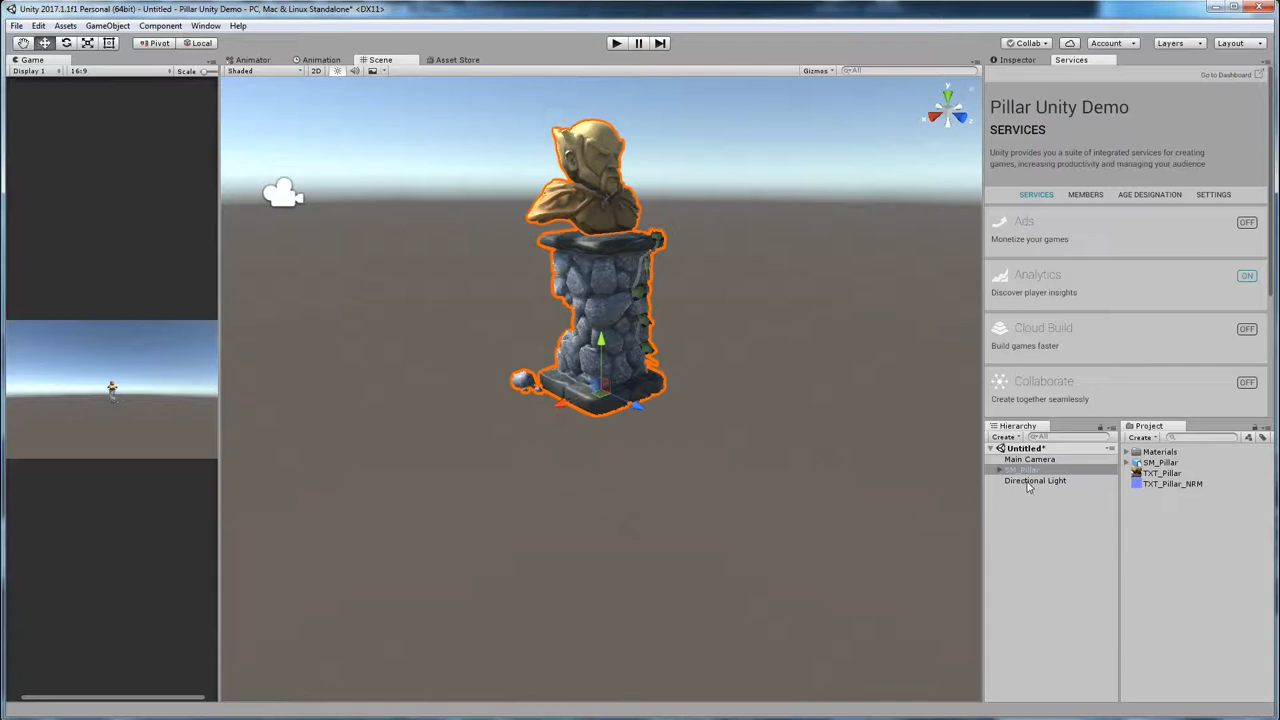 Unity 2017.1.1f1 Personal (64bit) - Untitled - Pillar Unity Demo - PC, Mac & Linux Standalone* <DX11>
File Edit Assets GameObject Component Window Help
Pivot Local Collab Account Layers Layout
Game Animator Animation Scene Asset Store Inspector Services
Display 1 16:9 Scale Shaded 2D Gizmos All Go to Dashboard
y
x
z
Pillar Unity Demo
SERVICES
Unity provides you a suite of integrated services for creating
games, increasing productivity and managing your audience
SERVICES MEMBERS AGE DESIGNATION SETTINGS
Ads OFF
Monetize your games
Analytics ON
Discover player insights
Cloud Build OFF
Build games faster
Collaborate OFF
Create together seamlessly
Hierarchy Project
Create All Create
Untitled* Materials
Main Camera SM_Pillar
SM_Pillar TXT_Pillar
Directional Light TXT_Pillar_NRM